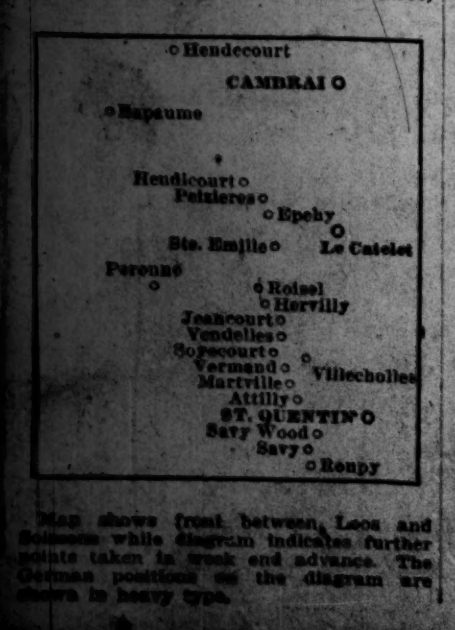 Hendecourt
CAMBRAI
Bapaume
Heudicourt
Peizieres
Epehy
Ste. Emilie
Le Catelet
Peronne
Roisel
Hervilly
Jeancourt
Vendelles
Soyecourt
Vermand
Villecholles
Martville
Attilly
ST. QUENTIN
Savy Wood
Savy
Roupy
Map shows front between Loos and
Soissons while diagram indicates further
points taken in week end advance. The
German positions on the diagram are
shown in heavy type.